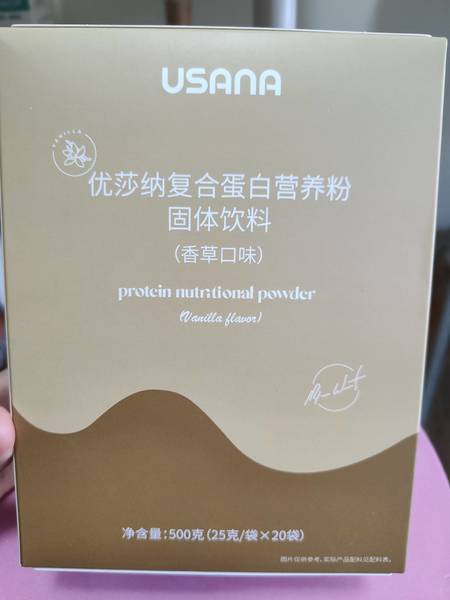 USANA
VANILLA
优莎纳复合蛋白营养粉
固体饮料
(香草口味)
protein nutritional powder
(Vanilla flavor)
净含量:500克(25克/袋×20袋)
图片仅供参考，实际产品配料见配料表。